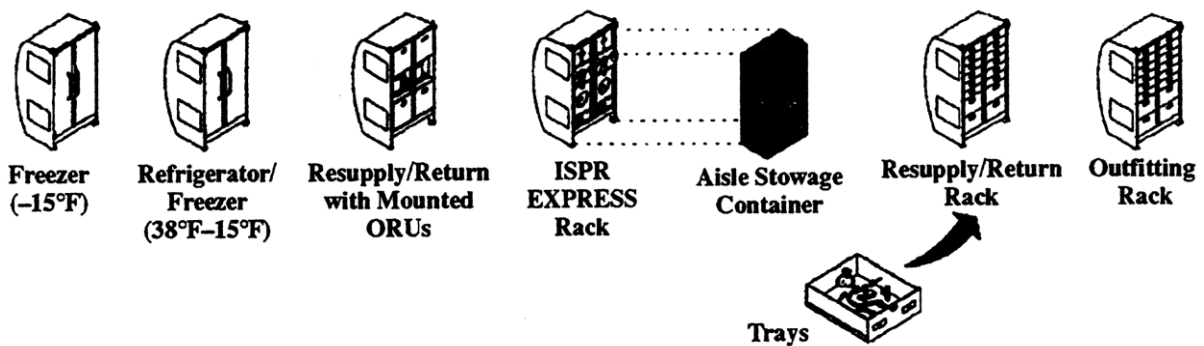 Freezer
(–15°F)
Refrigerator/
Freezer
(38°F–15°F)
Resupply/Return
with Mounted
ORUs
ISPR
EXPRESS
Rack
Aisle Stowage
Container
Resupply/Return
Rack
Outfitting
Rack
Trays